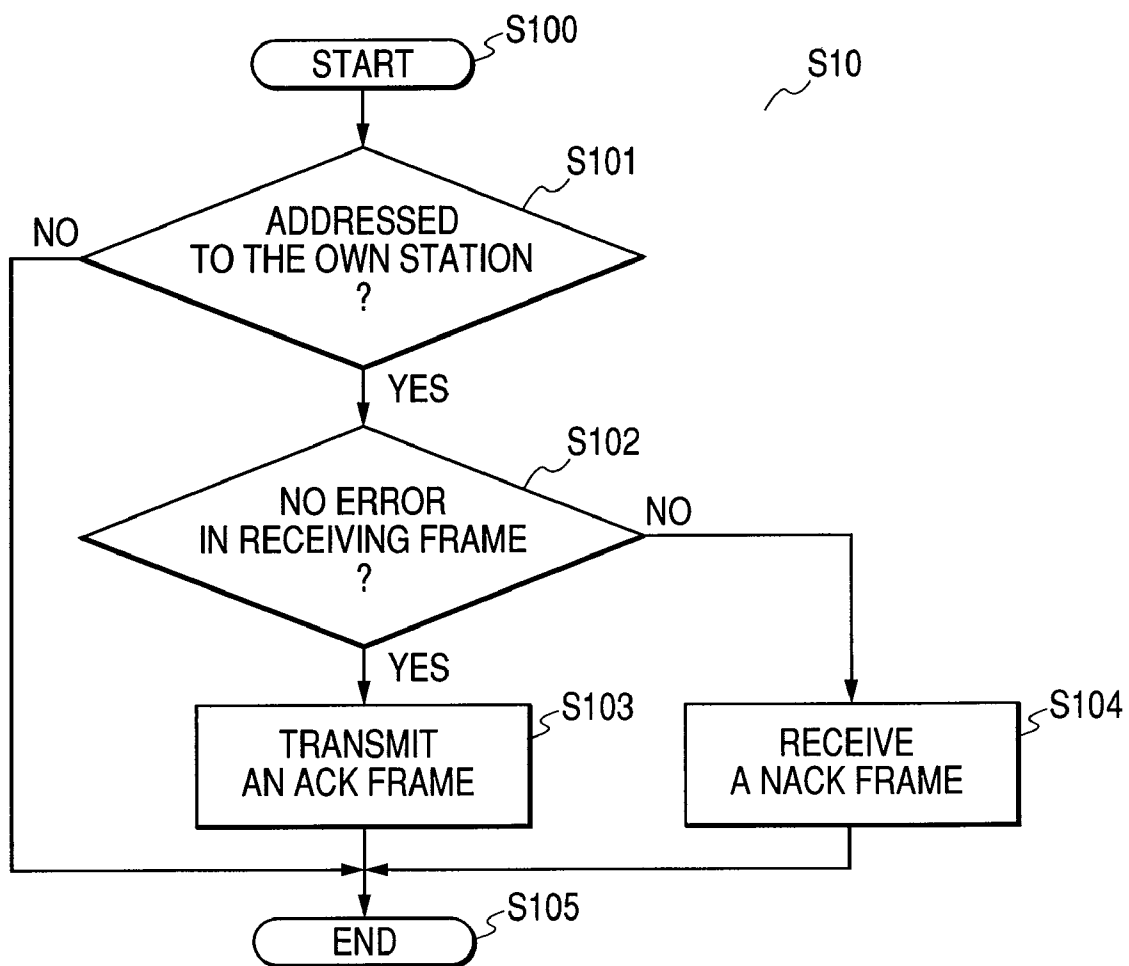 START
S100
S10
S101
NO
ADDRESSED
TO THE OWN STATION
?
YES
S102
NO ERROR
IN RECEIVING FRAME
?
NO
YES
S103
TRANSMIT
AN ACK FRAME
S104
RECEIVE
A NACK FRAME
S105
END